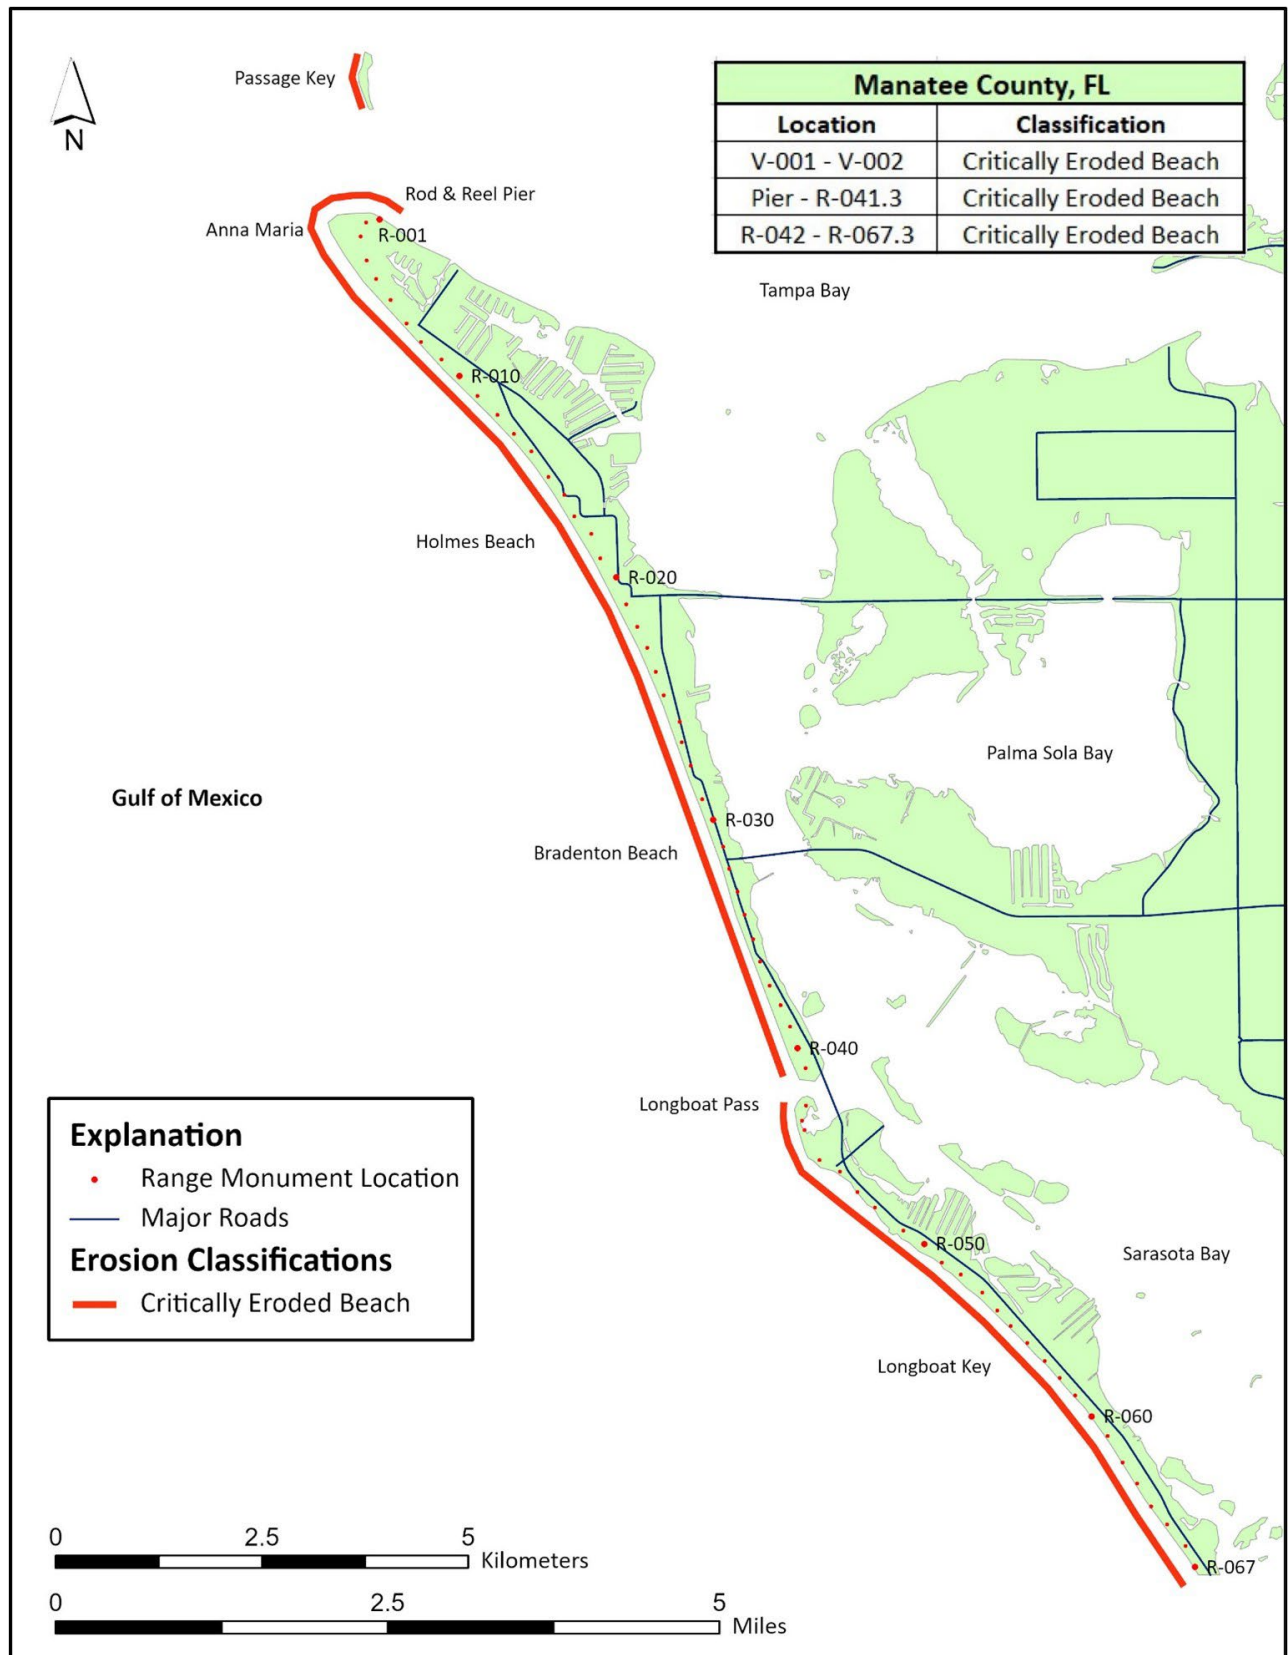 Passage Key
N
Manatee County, FL
Location Classification
V-001 - V-002 Critically Eroded Beach
Pier - R-041.3 Critically Eroded Beach
R-042 - R-067.3 Critically Eroded Beach
Rod & Reel Pier
Anna Maria
R-001
Tampa Bay
R-010
Holmes Beach
R-020
Palma Sola Bay
Gulf of Mexico
R-030
Bradenton Beach
R-040
Longboat Pass
Explanation
Range Monument Location
Major Roads
Erosion Classifications
Critically Eroded Beach
R-050
Sarasota Bay
Longboat Key
R-060
R-067
0 2.5 5
Kilometers
0 2.5 5
Miles